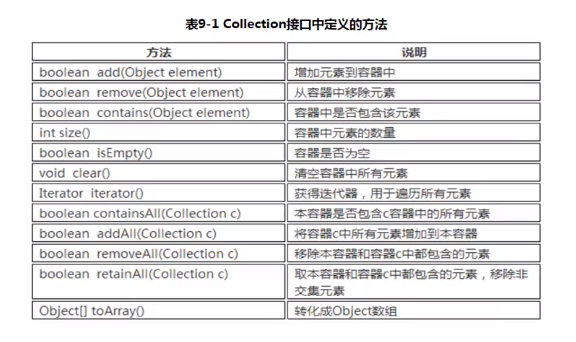 表9-1 Collection接口中定义的方法
方法 说明
boolean add(Object element) 增加元素到容器中
boolean remove(Object element) 从容器中移除元素
boolean contains(Object element) 容器中是否包含该元素
int size() 容器中元素的数量
boolean isEmpty() 容器是否为空
void clear() 清空容器中所有元素
Iterator iterator() 获得迭代器，用于遍历所有元素
boolean containsAll(Collection c) 本容器是否包含c容器中的所有元素
boolean addAll(Collection c) 将容器c中所有元素增加到本容器
boolean removeAll(Collection c) 移除本容器和容器c中都包含的元素
boolean retainAll(Collection c) 取本容器和容器c中都包含的元素，移除非
交集元素
Object[] toArray() 转化成Object数组